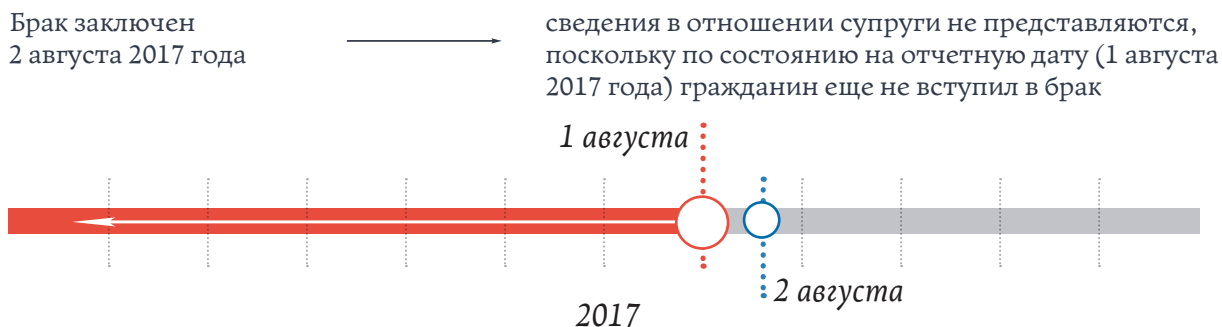 Брак заключен
2 августа 2017 года
сведения в отношении супруги не представляются,
поскольку по состоянию на отчетную дату (1 августа
2017 года) гражданин еще не вступил в брак
1 августа
2 августа
2017